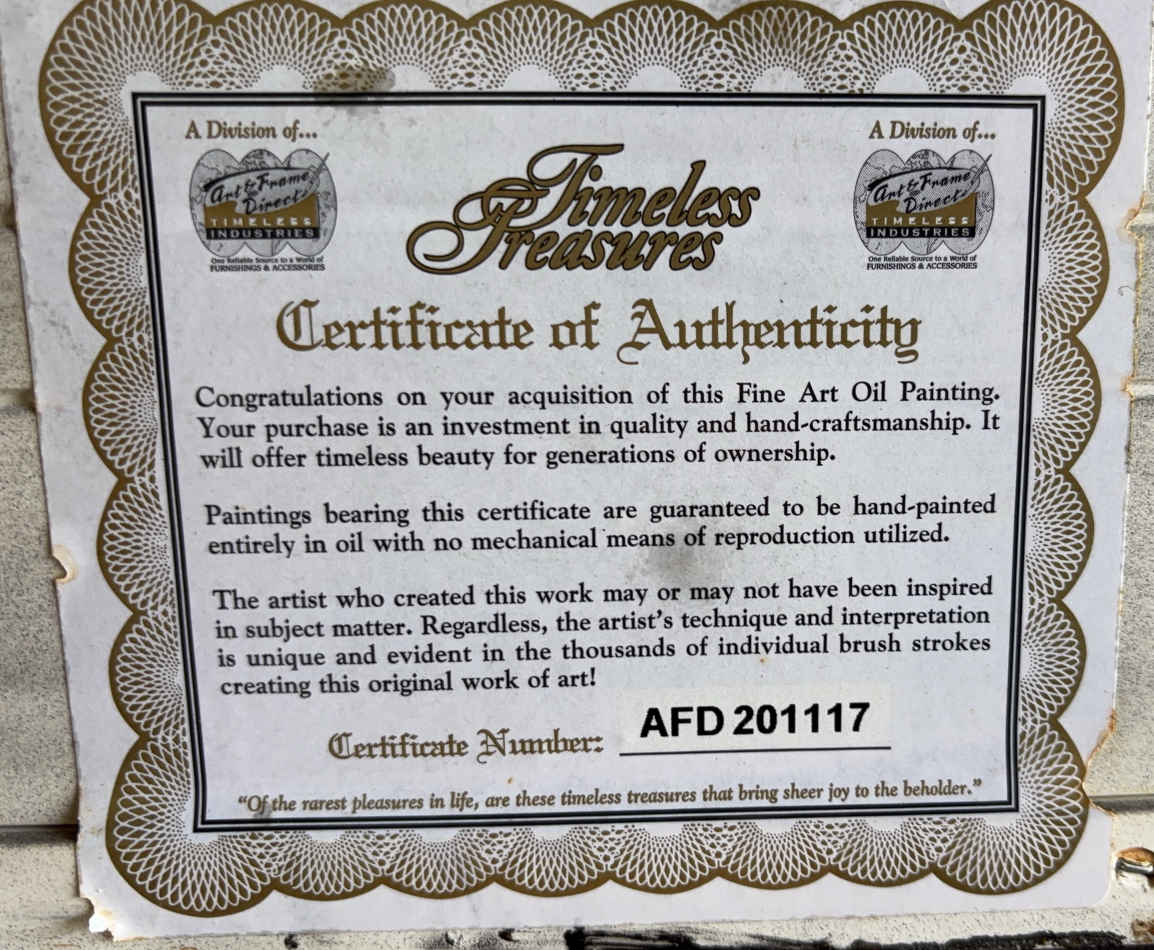 A Division of...
Art & Frame
Direct
TIMELESS
INDUSTRIES
One Reliable Source to a World of
FURNISHINGS & ACCESSORIES
Timeless
Treasures
A Division of...
Art & Frame
Direct
TIMELESS
INDUSTRIES
One Reliable Source to a World of
FURNISHINGS & ACCESSORIES
Certificate of Authenticity
Congratulations on your acquisition of this Fine Art Oil Painting.
Your purchase is an investment in quality and hand-craftsmanship. It
will offer timeless beauty for generations of ownership.
Paintings bearing this certificate are guaranteed to be hand-painted
entirely in oil with no mechanical means of reproduction utilized.
The artist who created this work may or may not have been inspired
in subject matter. Regardless, the artist's technique and interpretation
is unique and evident in the thousands of individual brush strokes
creating this original work of art!
Certificate Number: AFD 201117
"Of the rarest pleasures in life, are these timeless treasures that bring sheer joy to the beholder."